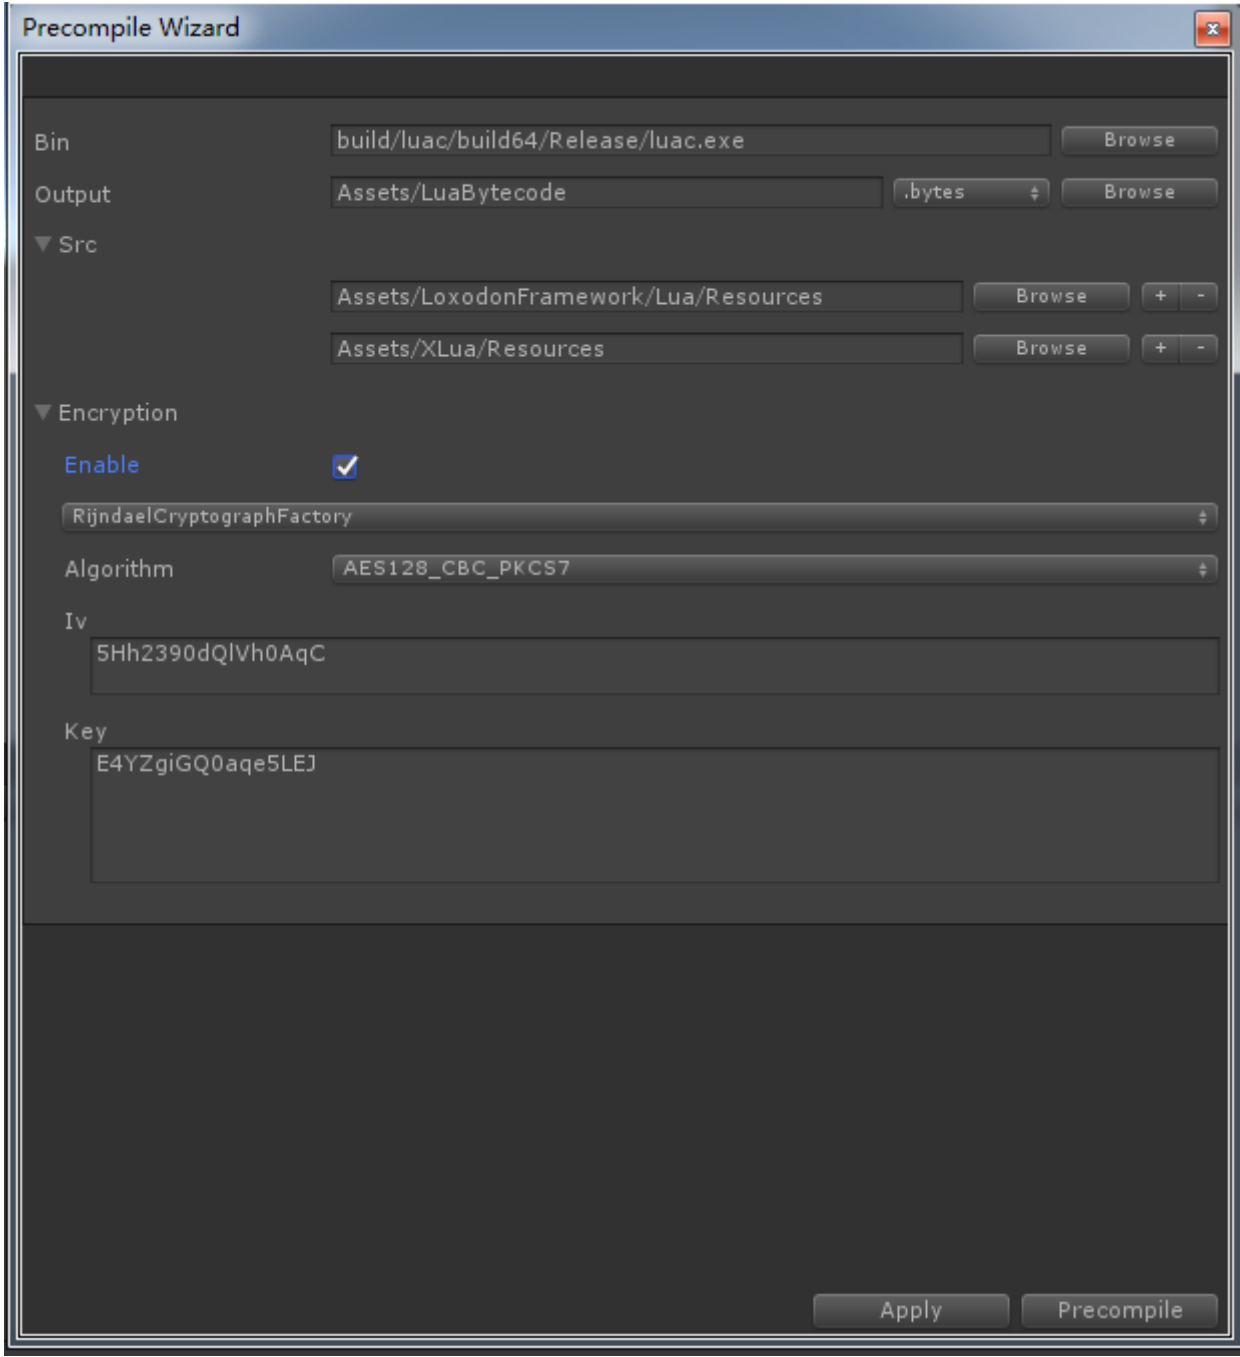 Precompile Wizard
Bin build/luac/build64/Release/luac.exe Browse
Output Assets/LuaBytecode .bytes Browse
Src
Assets/LoxodonFramework/Lua/Resources Browse + -
Assets/XLua/Resources Browse + -
Encryption
Enable
RijndaelCryptographFactory
Algorithm AES128_CBC_PKCS7
Iv
5Hh2390dQlVh0AqC
Key
E4YZgiGQ0aqe5LEJ
Apply Precompile